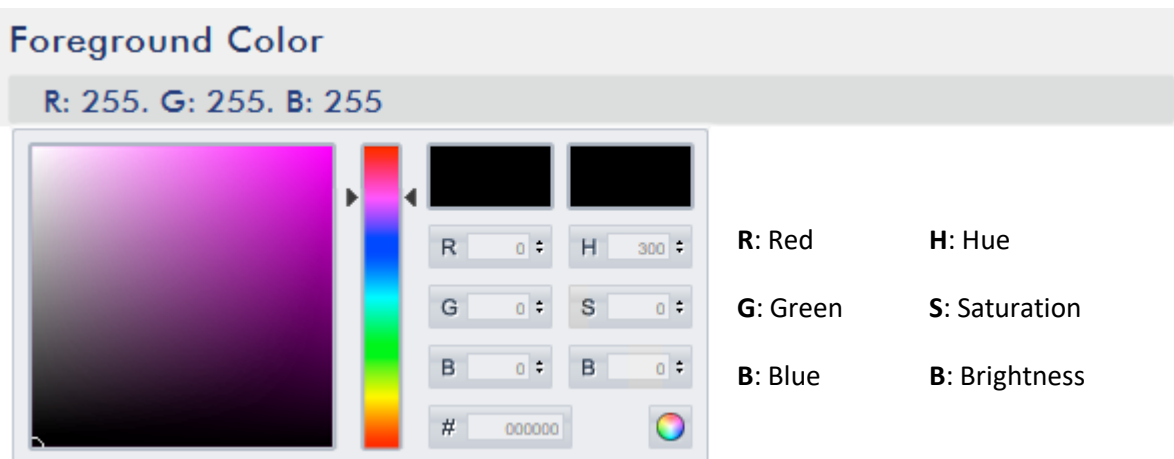 Foreground Color
R: 255. G: 255. B: 255
R 0 H 300 R: Red H: Hue
G 0 S 0 G: Green S: Saturation
B 0 B 0 B: Blue B: Brightness
# 000000